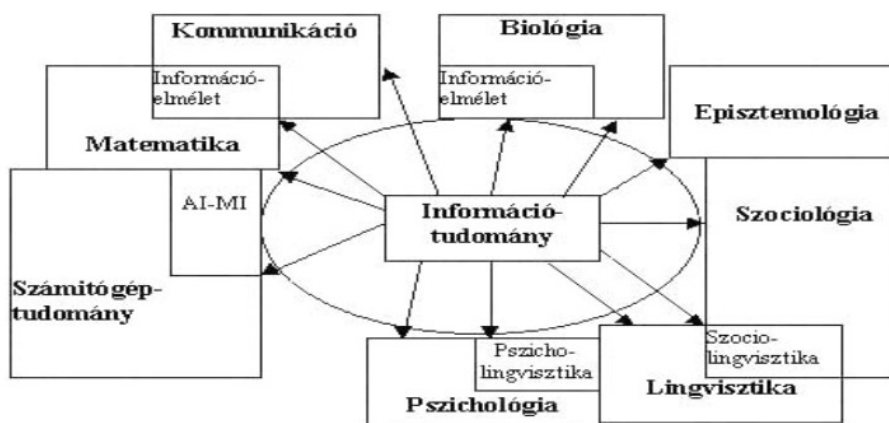 Kommunikáció
Biológia
Információ-
elmélet
Információ-
elmélet
Episztemológia
Matematika
AI-MI
Információ-
tudomány
Szociológia
Számítógép-
tudomány
Pszicho-
lingvisztika
Szocio-
lingvisztika
Pszichológia
Lingvisztika